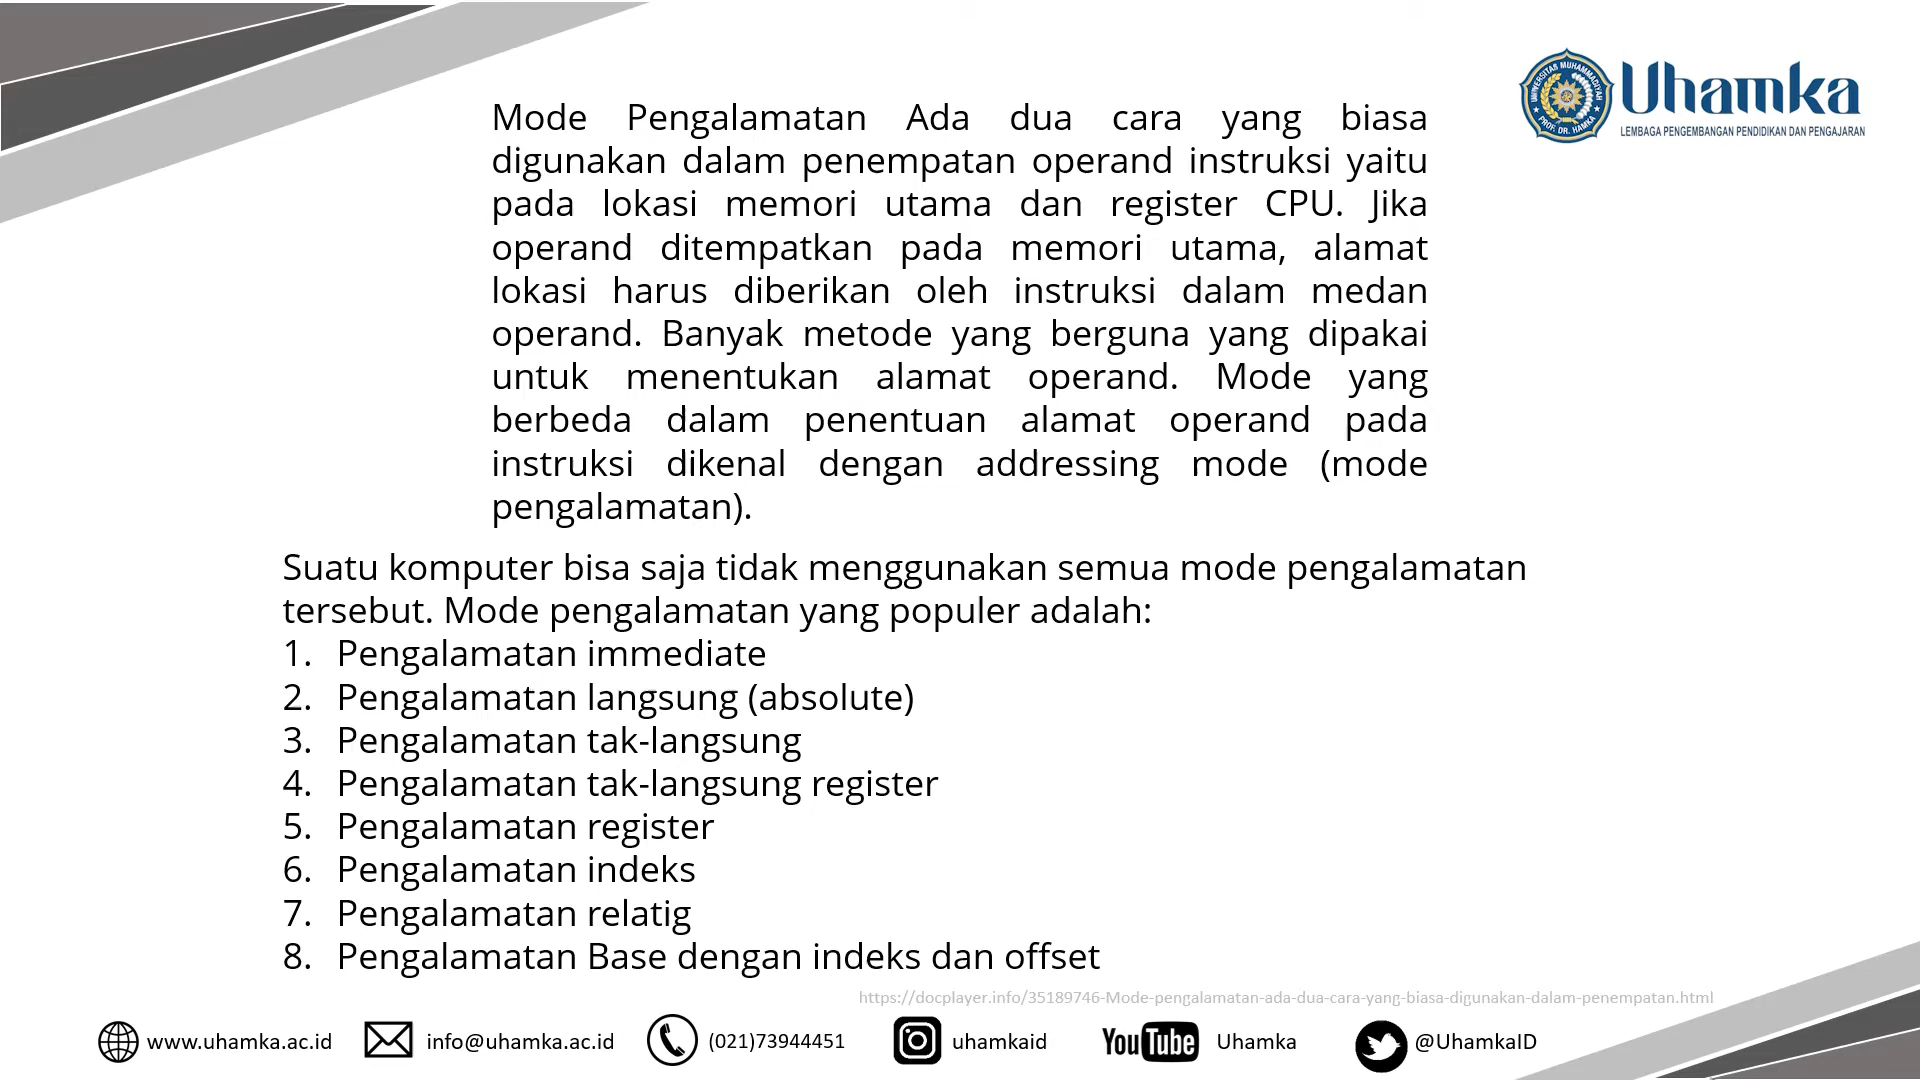 Uhamka
LEMBAGA PENGEMBANGAN PENDIDIKAN DAN PENGAJARAN
UNIVERSITAS MUHAMMADIYAH
PROF. DR. HAMKA
Mode Pengalamatan Ada dua cara yang biasa
digunakan dalam penempatan operand instruksi yaitu
pada lokasi memori utama dan register CPU. Jika
operand ditempatkan pada memori utama, alamat
lokasi harus diberikan oleh instruksi dalam medan
operand. Banyak metode yang berguna yang dipakai
untuk menentukan alamat operand. Mode yang
berbeda dalam penentuan alamat operand pada
instruksi dikenal dengan addressing mode (mode
pengalamatan).
Suatu komputer bisa saja tidak menggunakan semua mode pengalamatan
tersebut. Mode pengalamatan yang populer adalah:
1. Pengalamatan immediate
2. Pengalamatan langsung (absolute)
3. Pengalamatan tak-langsung
4. Pengalamatan tak-langsung register
5. Pengalamatan register
6. Pengalamatan indeks
7. Pengalamatan relatig
8. Pengalamatan Base dengan indeks dan offset
https://docplayer.info/35189746-Mode-pengalamatan-ada-dua-cara-yang-biasa-digunakan-dalam-penempatan.html
www.uhamka.ac.id info@uhamka.ac.id (021)73944451 uhamkaid YouTube Uhamka @UhamkaID